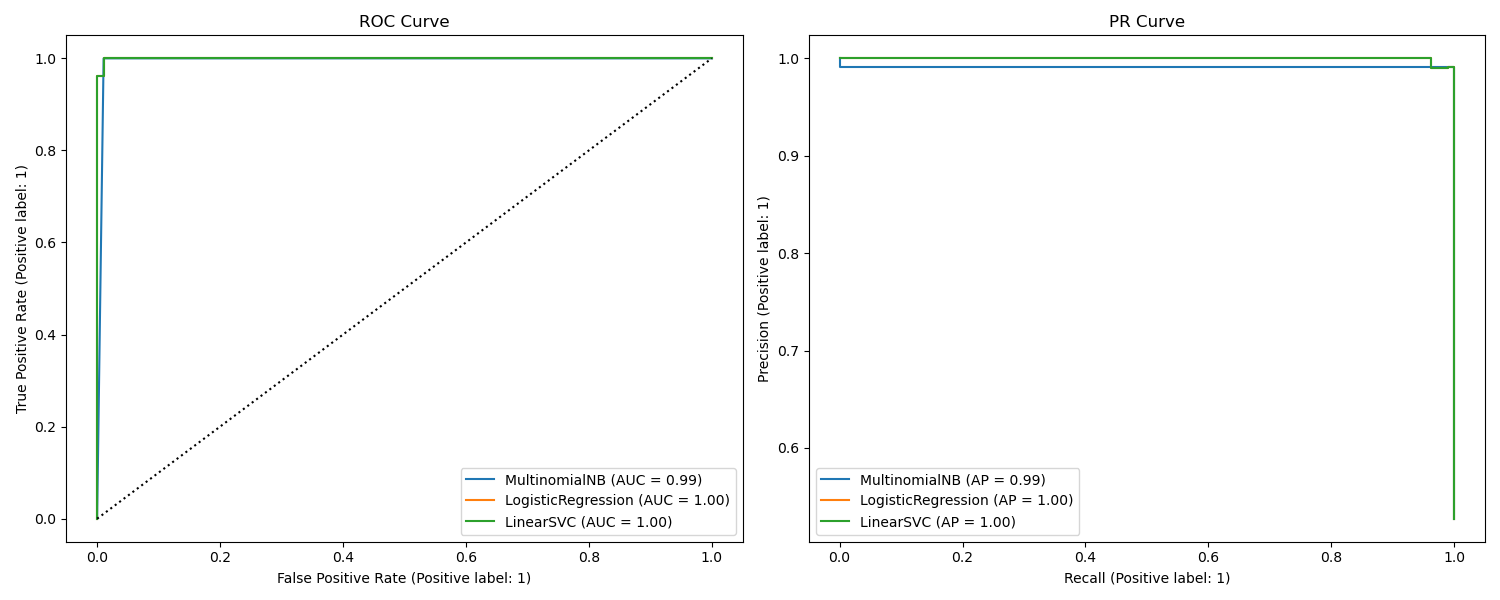 ROC Curve
1.0
0.8
0.6
0.4
0.2
0.0
True Positive Rate (Positive label: 1)
MultinomialNB (AUC = 0.99)
LogisticRegression (AUC = 1.00)
LinearSVC (AUC = 1.00)
0.0 0.2 0.4 0.6 0.8 1.0
False Positive Rate (Positive label: 1)
PR Curve
1.0
0.9
0.8
0.7
0.6
Precision (Positive label: 1)
MultinomialNB (AP = 0.99)
LogisticRegression (AP = 1.00)
LinearSVC (AP = 1.00)
0.0 0.2 0.4 0.6 0.8 1.0
Recall (Positive label: 1)